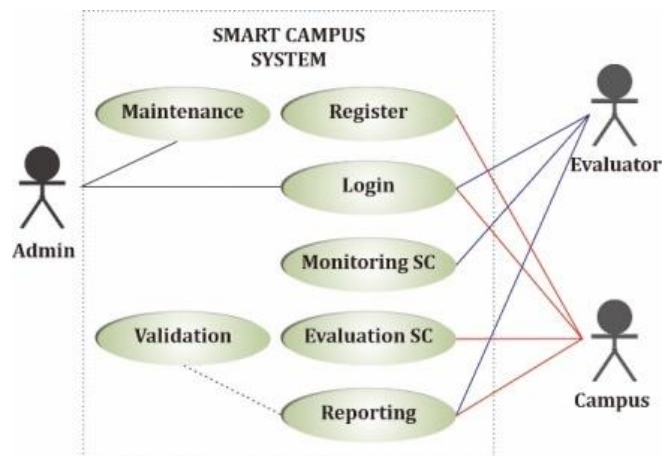 SMART CAMPUS
SYSTEM
Maintenance
Register
Evaluator
Login
Admin
Monitoring SC
Validation
Evaluation SC
Campus
Reporting